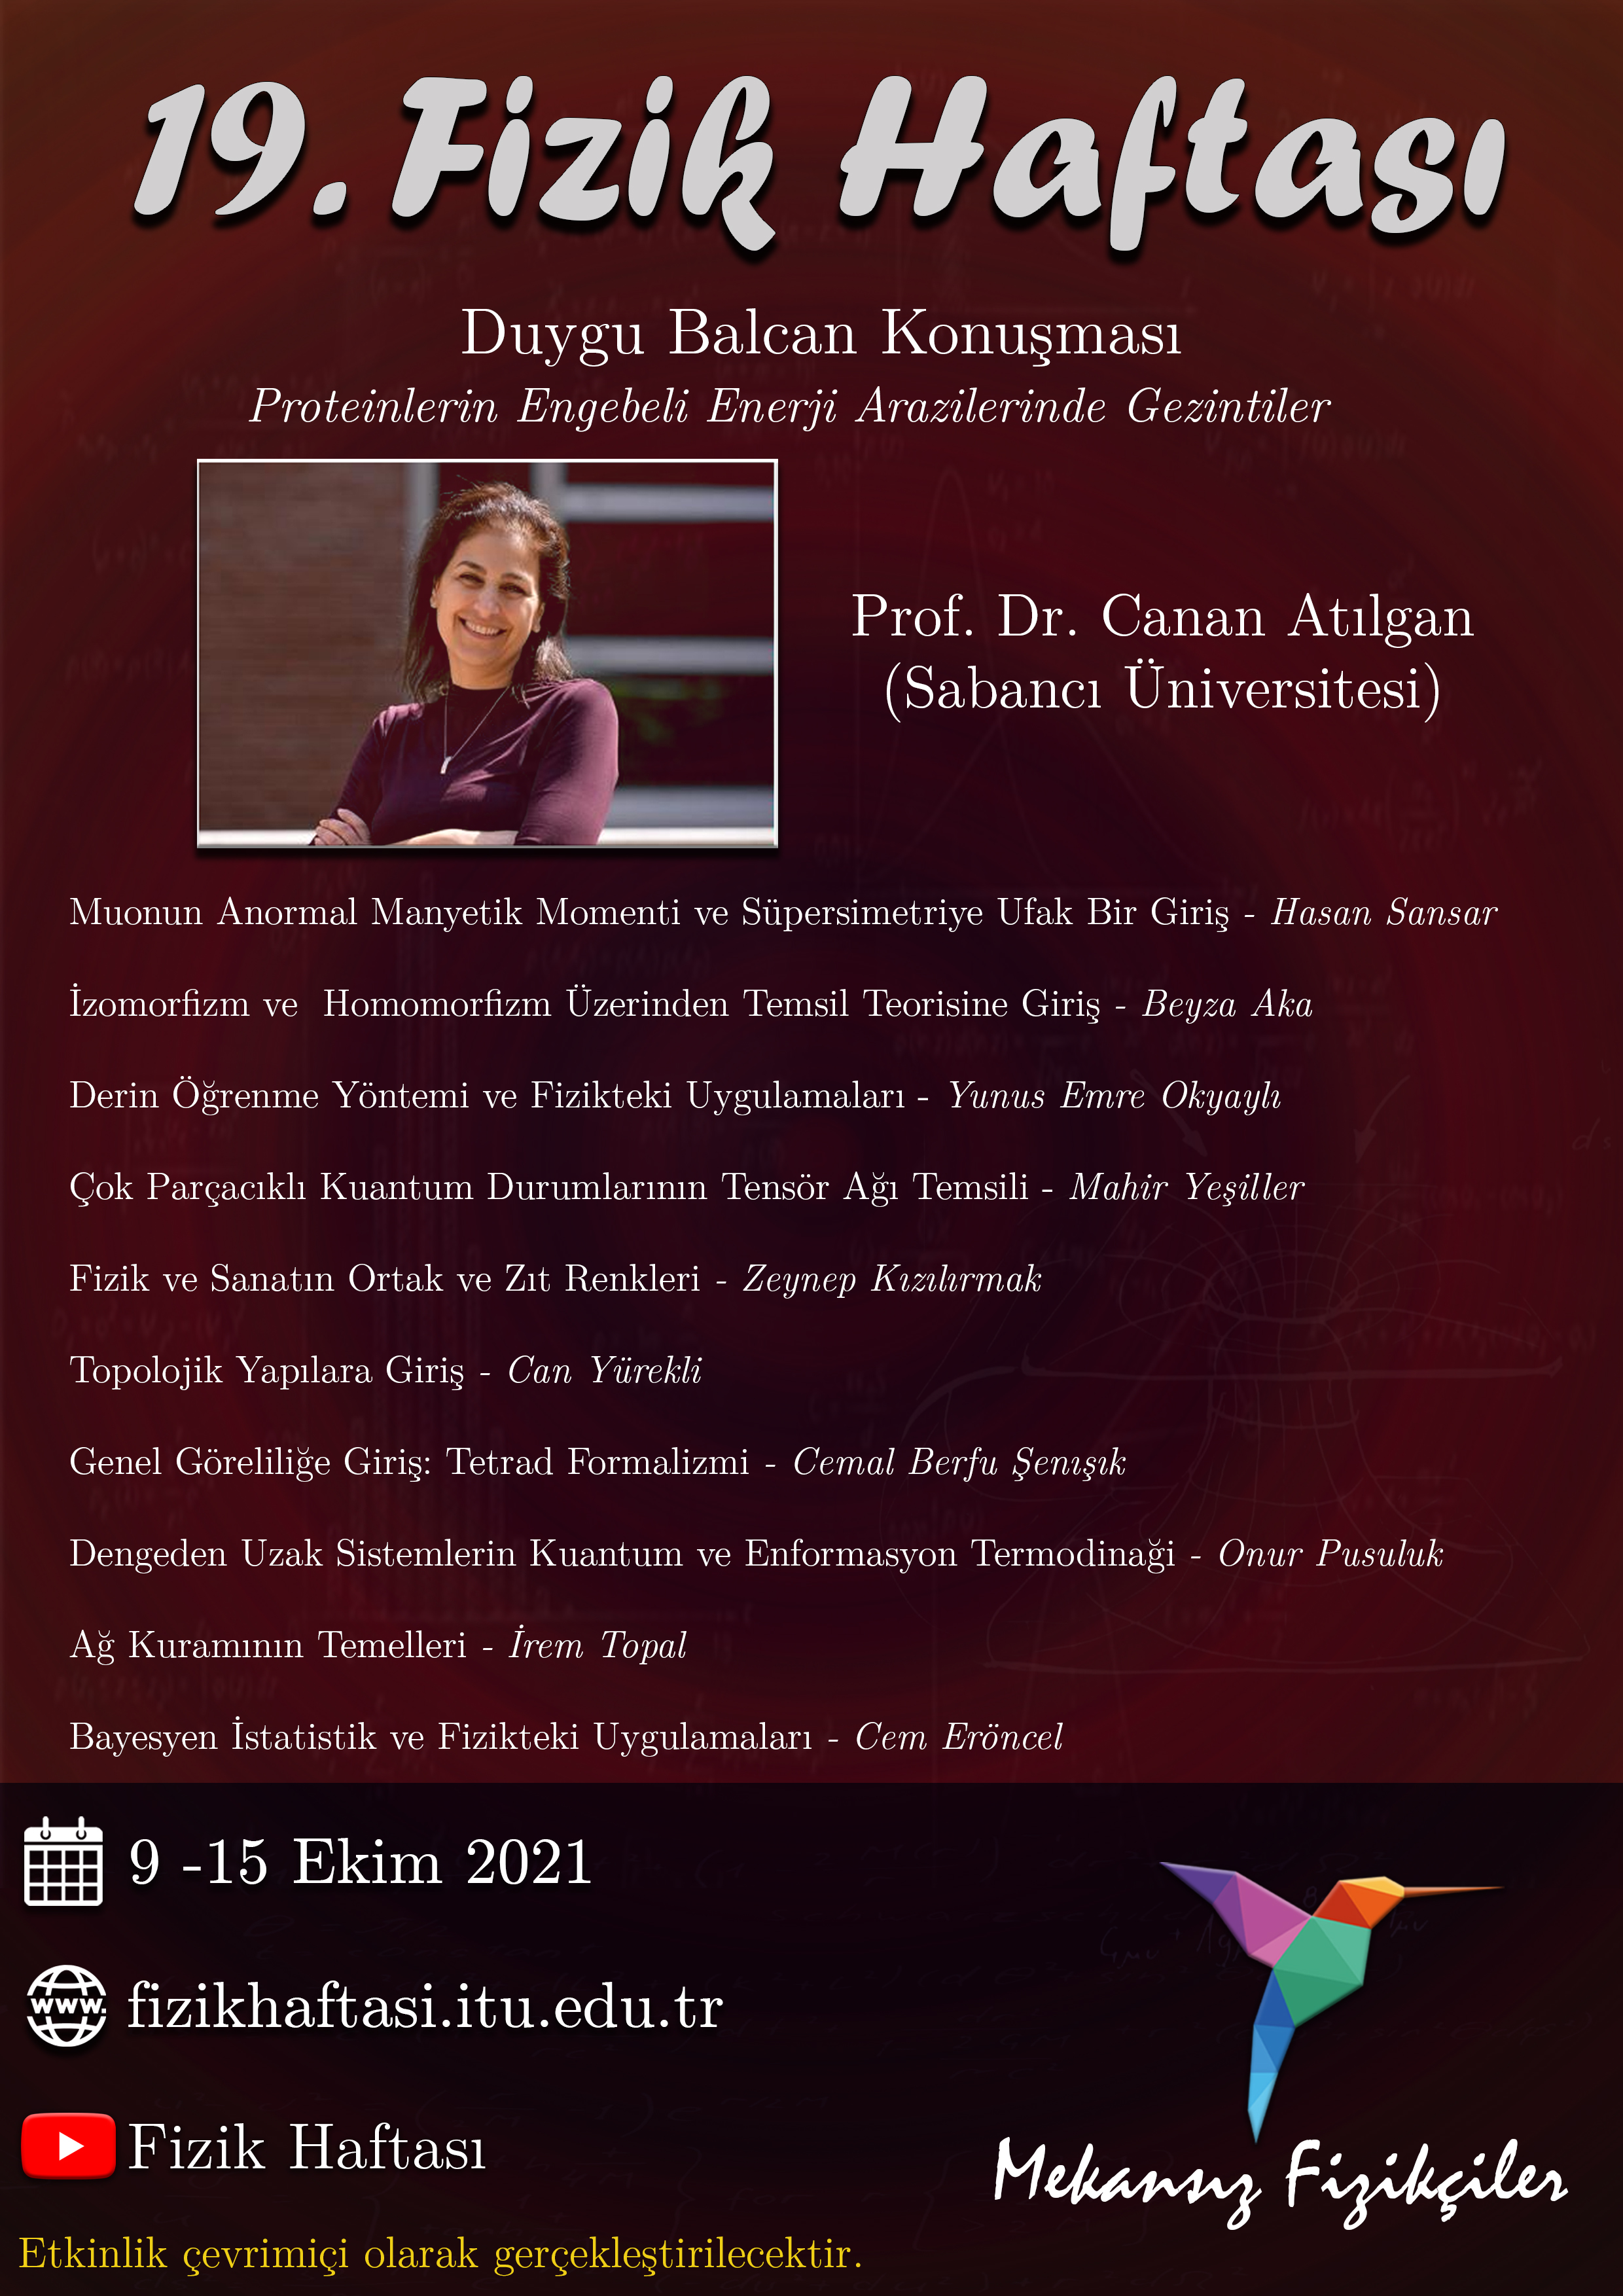 19. Fizik Haftası
Duygu Balcan Konuşması
Proteinlerin Engebeli Enerji Arazilerinde Gezintiler
Prof. Dr. Canan Atılgan
(Sabancı Üniversitesi)
Muonun Anormal Manyetik Momenti ve Süpersimetriye Ufak Bir Giriş - Hasan Sansar
İzomorfizm ve Homomorfizm Üzerinden Temsil Teorisine Giriş - Beyza Aka
Derin Öğrenme Yöntemi ve Fizikteki Uygulamaları - Yunus Emre Okyaylı
Çok Parçacıklı Kuantum Durumlarının Tensör Ağı Temsili - Mahir Yeşiller
Fizik ve Sanatın Ortak ve Zıt Renkleri - Zeynep Kızılırmak
Topolojik Yapılara Giriş - Can Yürekli
Genel Göreliliğe Giriş: Tetrad Formalizmi - Cemal Berfu Şenışık
Dengeden Uzak Sistemlerin Kuantum ve Enformasyon Termodinaği - Onur Pusuluk
Ağ Kuramının Temelleri - İrem Topal
Bayesyen İstatistik ve Fizikteki Uygulamaları - Cem Eröncel
9 -15 Ekim 2021
www.
fizikhaftasi.itu.edu.tr
Fizik Haftası
Mekansız Fizikçiler
Etkinlik çevrimiçi olarak gerçekleştirilecektir.